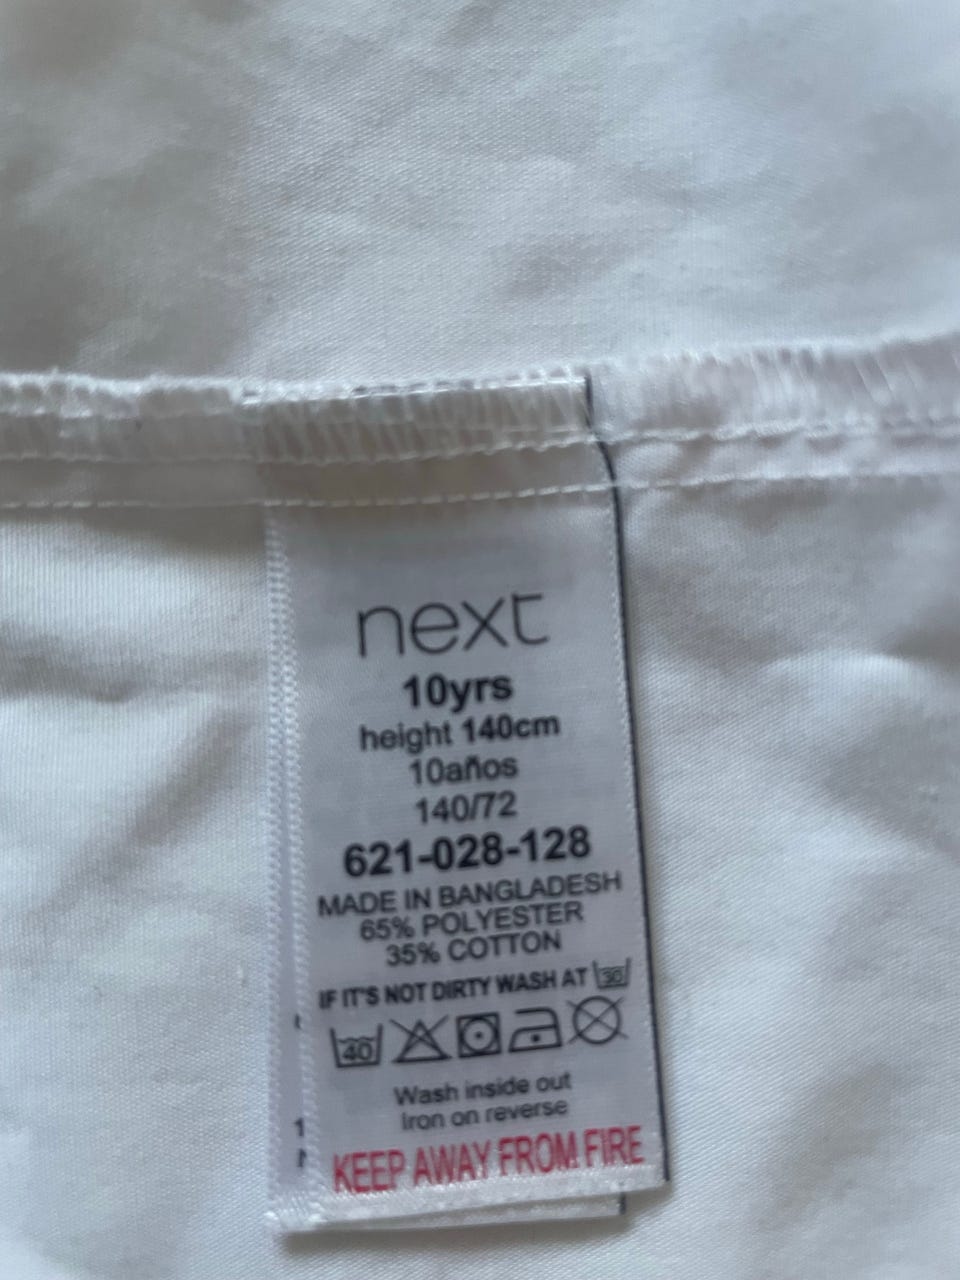 next
10yrs
height 140cm
10años
140/72
621-028-128
MADE IN BANGLADESH
65% POLYESTER
35% COTTON
IF IT'S NOT DIRTY WASH AT 30
40
Wash inside out
Iron on reverse
KEEP AWAY FROM FIRE